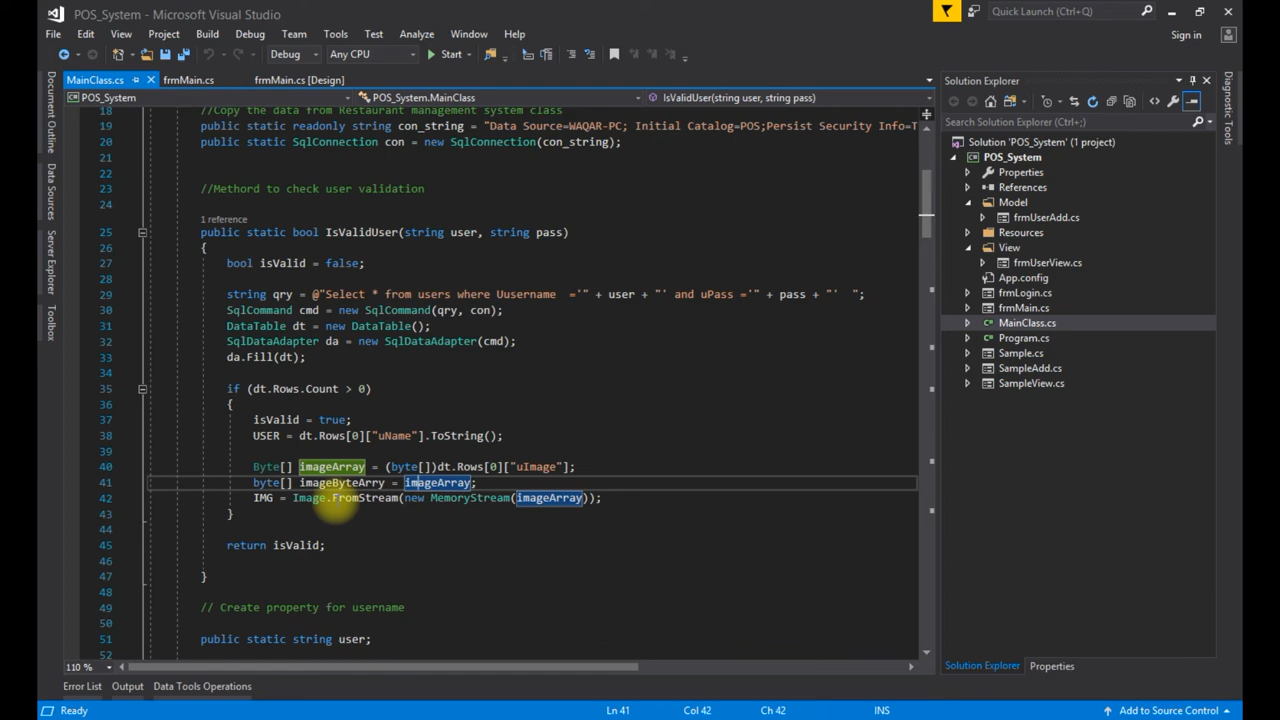 POS_System - Microsoft Visual Studio
Quick Launch (Ctrl+Q)
File Edit View Project Build Debug Team Tools Test Analyze Window Help
Sign in
Debug Any CPU Start
MainClass.cs frmMain.cs frmMain.cs [Design]
POS_System POS_System.MainClass IsValidUser(string user, string pass)
18 //Copy the data from Restaurant management system class
19 public static readonly string con_string = "Data Source=WAQAR-PC; Initial Catalog=POS;Persist Security Info=T
20 public static SqlConnection con = new SqlConnection(con_string);
21
22
23 //Methord to check user validation
24
1 reference
25 public static bool IsValidUser(string user, string pass)
26 {
27 bool isValid = false;
28
29 string qry = @"Select * from users where Uusername ='" + user + "' and uPass ='" + pass + "' ";
30 SqlCommand cmd = new SqlCommand(qry, con);
31 DataTable dt = new DataTable();
32 SqlDataAdapter da = new SqlDataAdapter(cmd);
33 da.Fill(dt);
34
35 if (dt.Rows.Count > 0)
36 {
37 isValid = true;
38 USER = dt.Rows[0]["uName"].ToString();
39
40 Byte[] imageArray = (byte[])dt.Rows[0]["uImage"];
41 byte[] imageByteArry = imageArray;
42 IMG = Image.FromStream(new MemoryStream(imageArray));
43 }
44
45 return isValid;
46
47 }
48
49 // Create property for username
50
51 public static string user;
52
110 %
Document Outline
Data Sources
Server Explorer
Toolbox
Solution Explorer
Search Solution Explorer (Ctrl+;)
Solution 'POS_System' (1 project)
POS_System
Properties
References
Model
frmUserAdd.cs
Resources
View
frmUserView.cs
App.config
frmLogin.cs
frmMain.cs
MainClass.cs
Program.cs
Sample.cs
SampleAdd.cs
SampleView.cs
Diagnostic Tools
Solution Explorer Properties
Error List Output Data Tools Operations
Ready Ln 41 Col 42 Ch 42 INS Add to Source Control